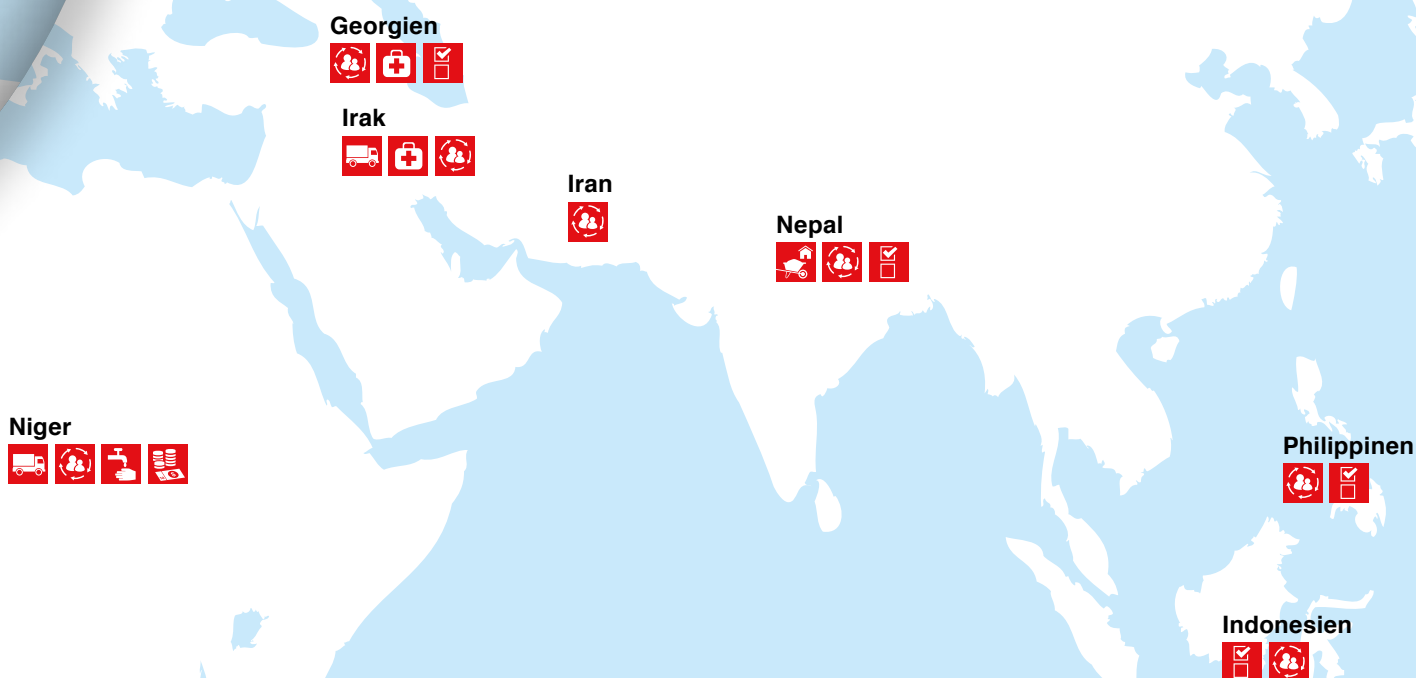 Georgien
Irak
Iran
Nepal
Niger
Philippinen
Indonesien